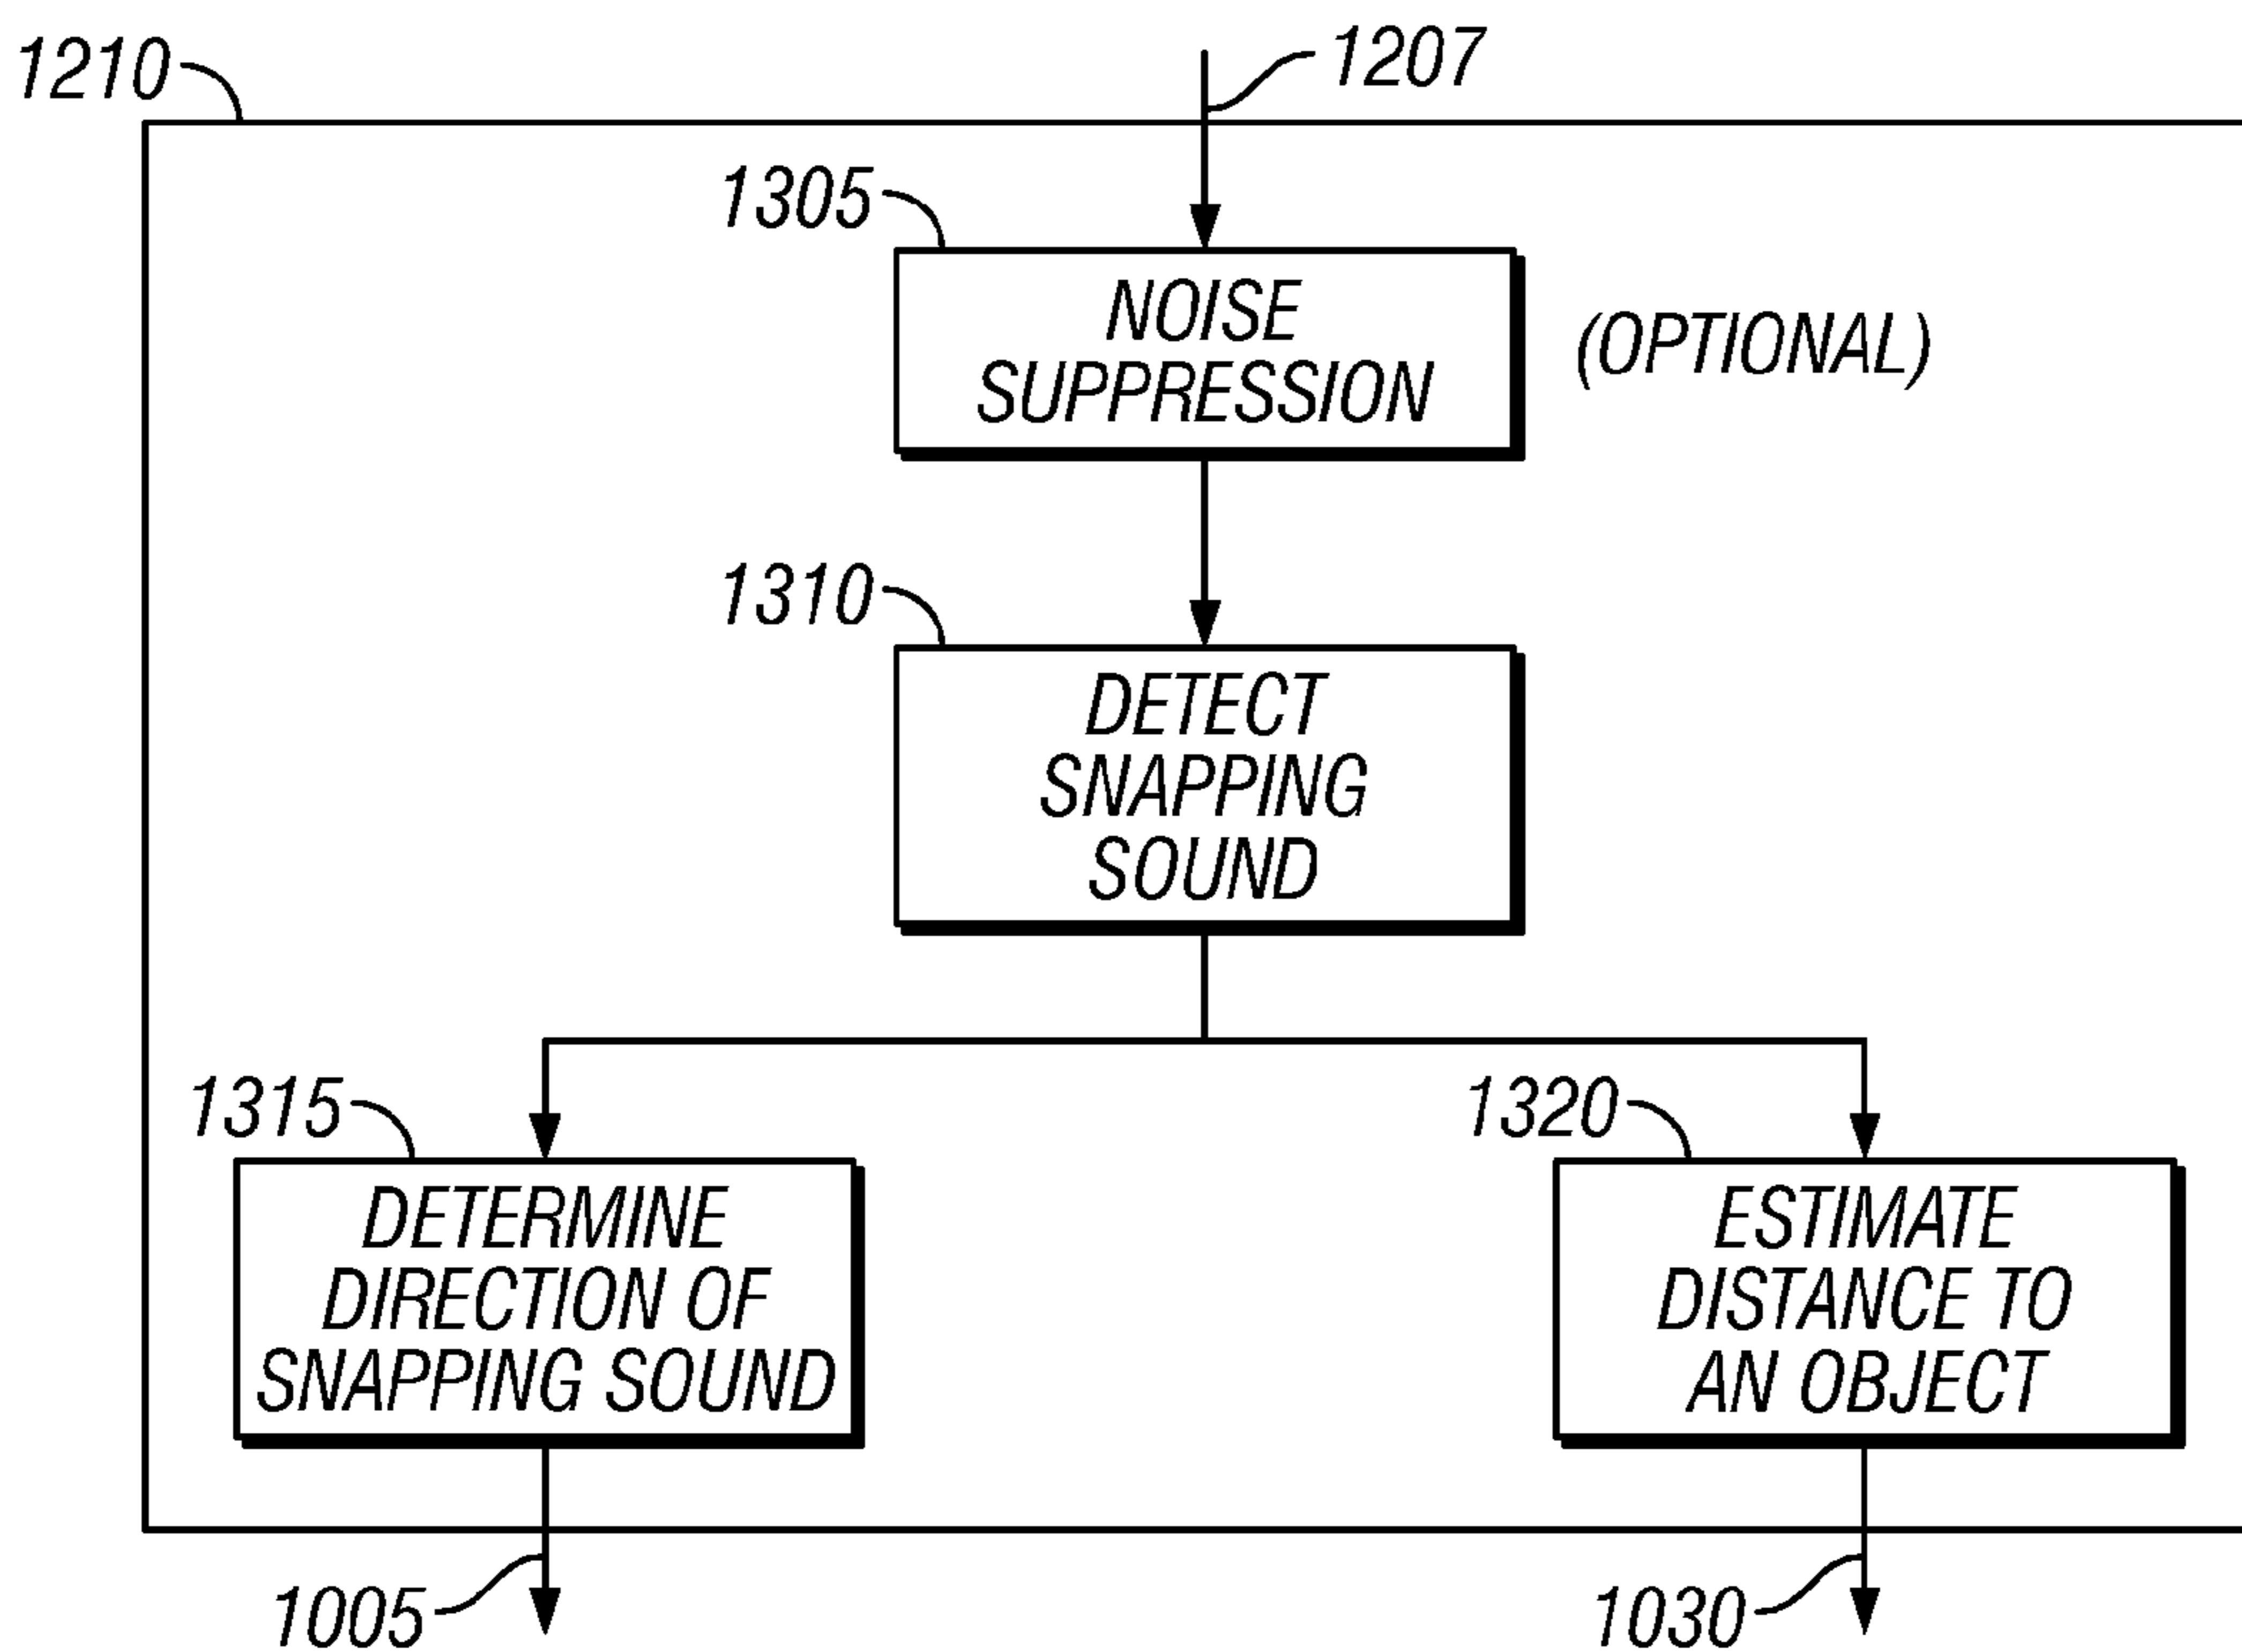 1210
1207
1305
NOISE
SUPPRESSION
(OPTIONAL)
1310
DETECT
SNAPPING
SOUND
1315
DETERMINE
DIRECTION OF
SNAPPING SOUND
1320
ESTIMATE
DISTANCE TO
AN OBJECT
1005
1030